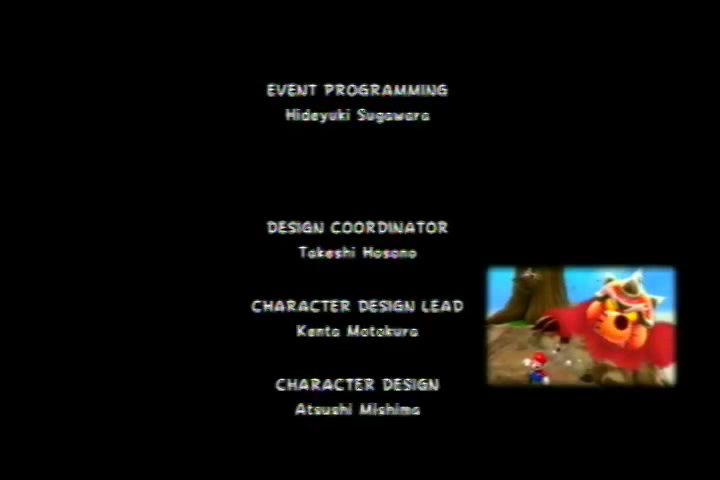 EVENT PROGRAMMING
Hideyuki Sugawara
DESIGN COORDINATOR
Takeshi Hosono
CHARACTER DESIGN LEAD
Kenta Motokura
CHARACTER DESIGN
Atsushi Mishima